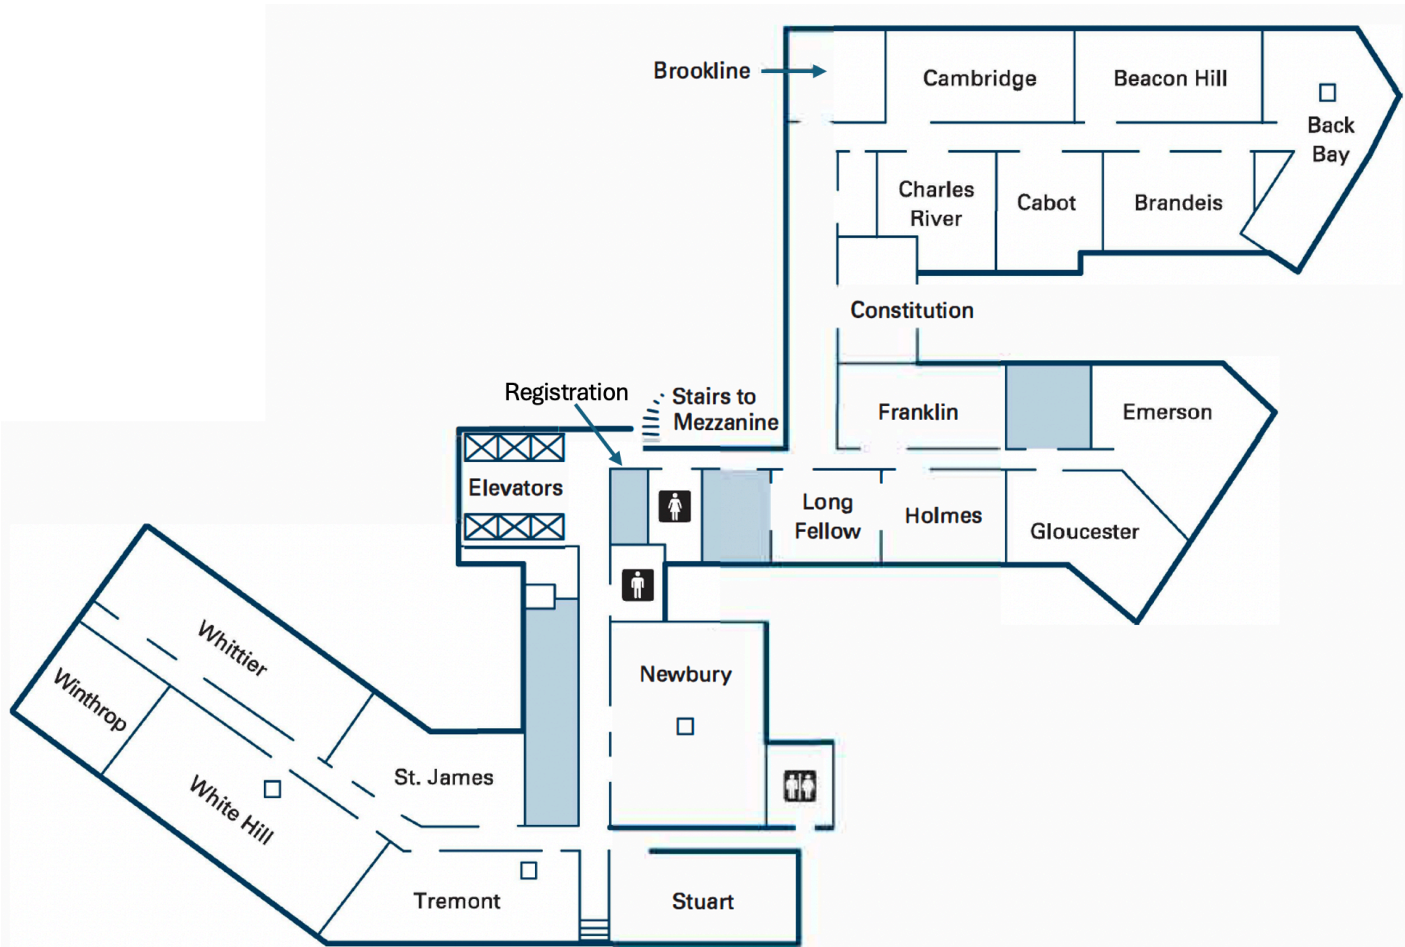 Brookline
Cambridge
Beacon Hill
Back
Bay
Charles
River
Cabot
Brandeis
Constitution
Registration
Stairs to
Mezzanine
Franklin
Emerson
Elevators
Long
Fellow
Holmes
Gloucester
Whittier
Newbury
Winthrop
St. James
White Hill
Tremont
Stuart